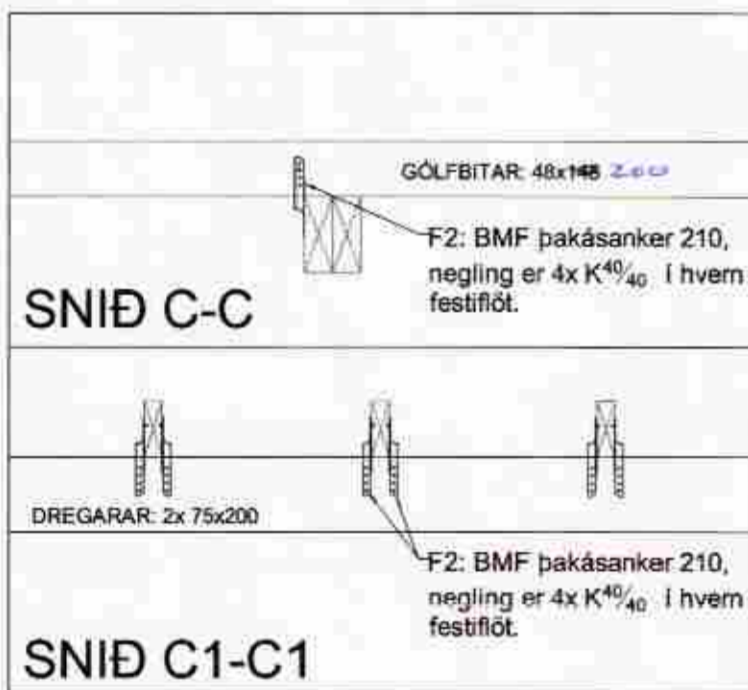 GÓLFBITAR: 48x148 200
F2: BMF þakásanker 210,
negling er 4x K40/40 í hvern
festiflöt.
SNIÐ C-C
DREGARAR: 2x 75x200
F2: BMF þakásanker 210,
negling er 4x K40/40 í hvern
festiflöt.
SNIÐ C1-C1